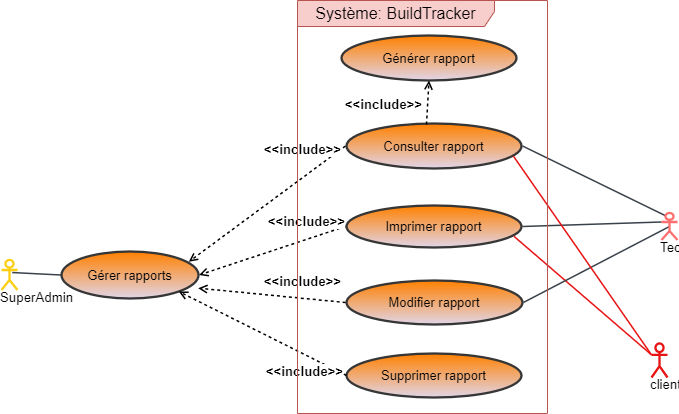 Système: BuildTracker
Générer rapport
<<include>>
<<include>>
Consulter rapport
<<include>>
Imprimer rapport
Tec
Gérer rapports
<<include>>
SuperAdmin
Modifier rapport
<<include>>
Supprimer rapport
client